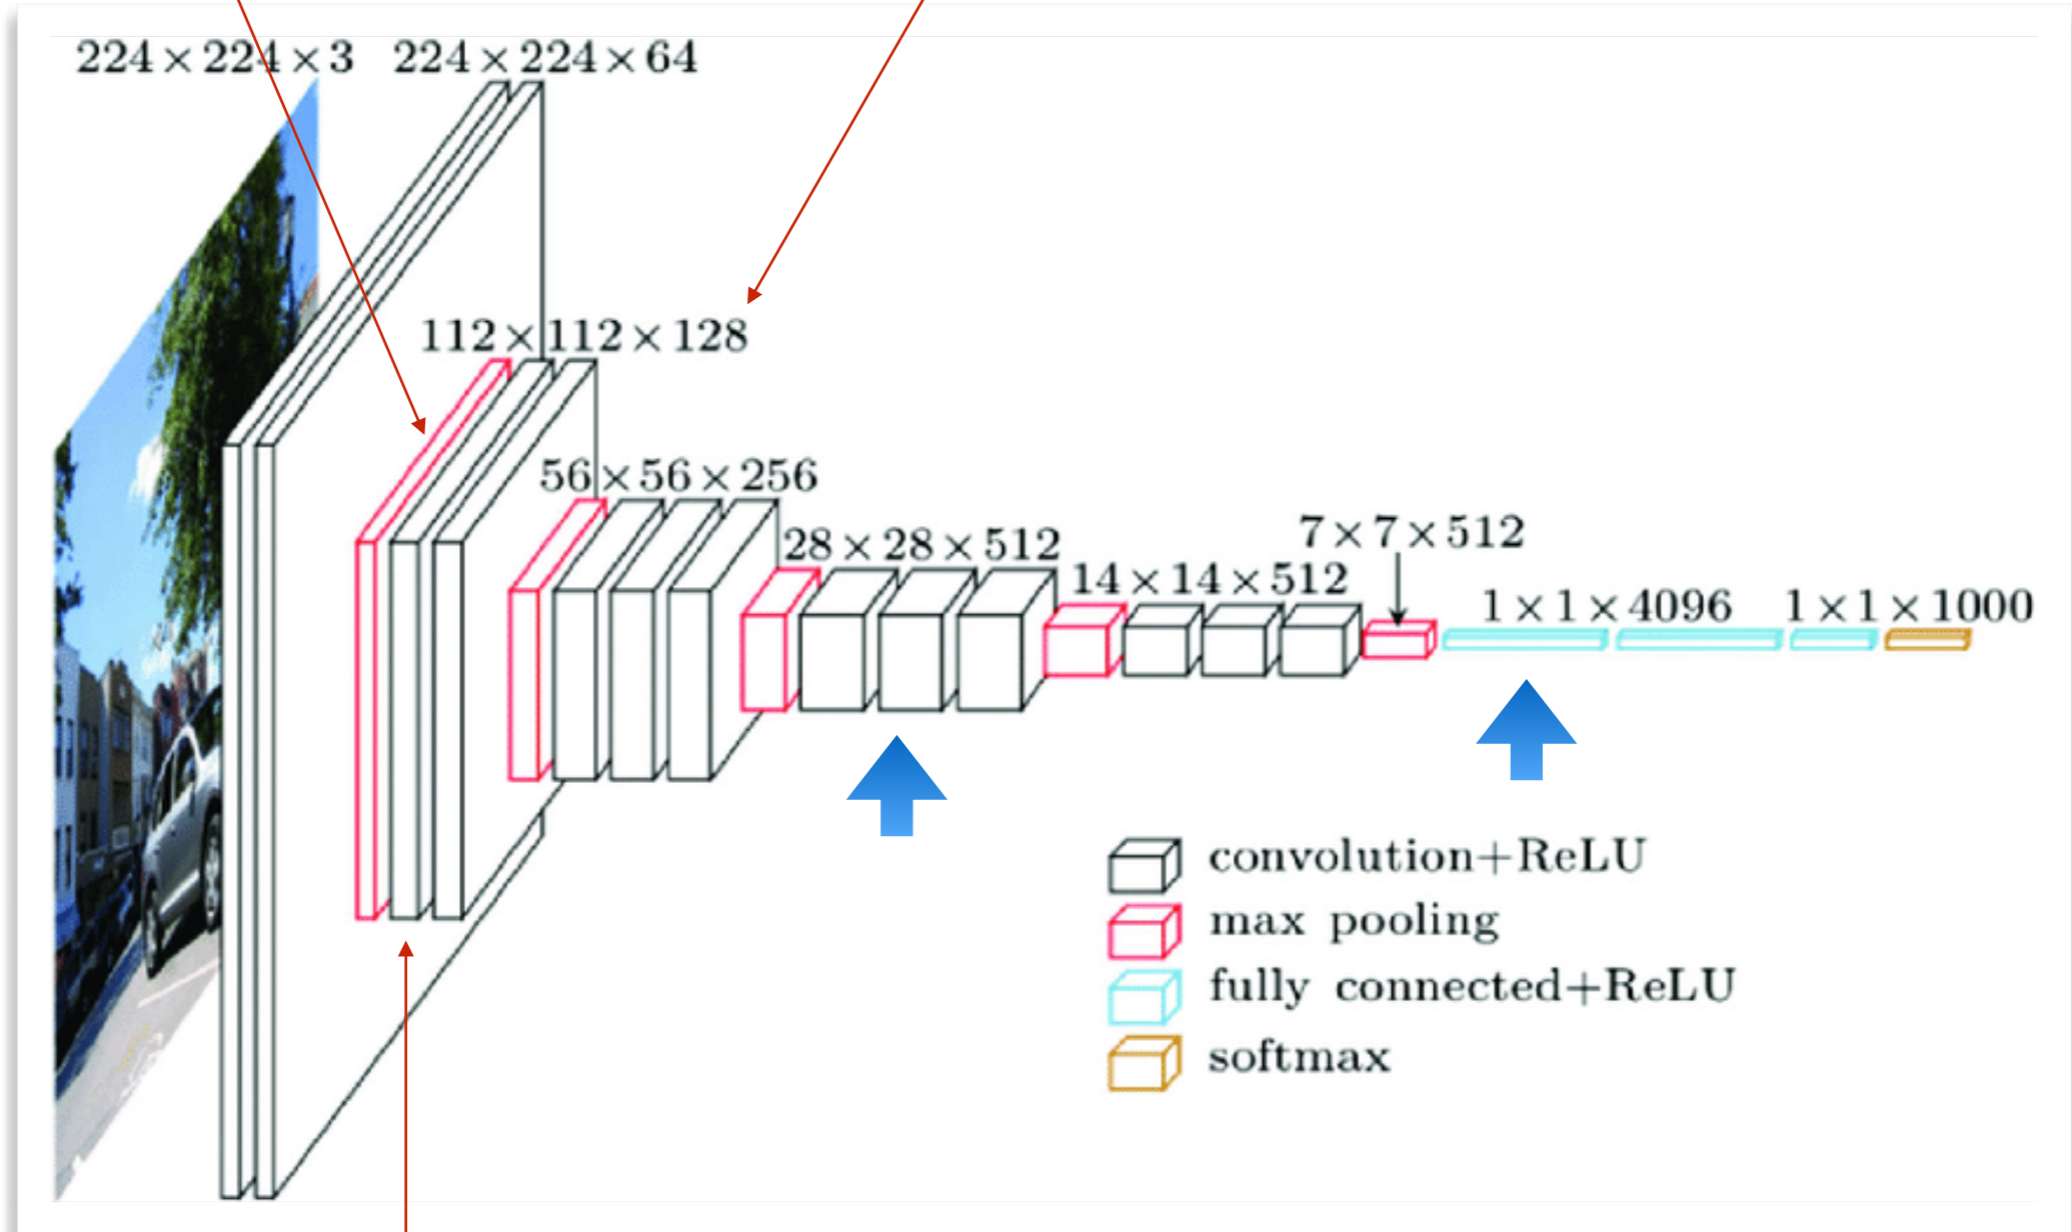 224×224×3 224×224×64
112×112×128
56×56×256
28×28×512
14×14×512
7×7×512
1×1×4096 1×1×1000
convolution+ReLU
max pooling
fully connected+ReLU
softmax